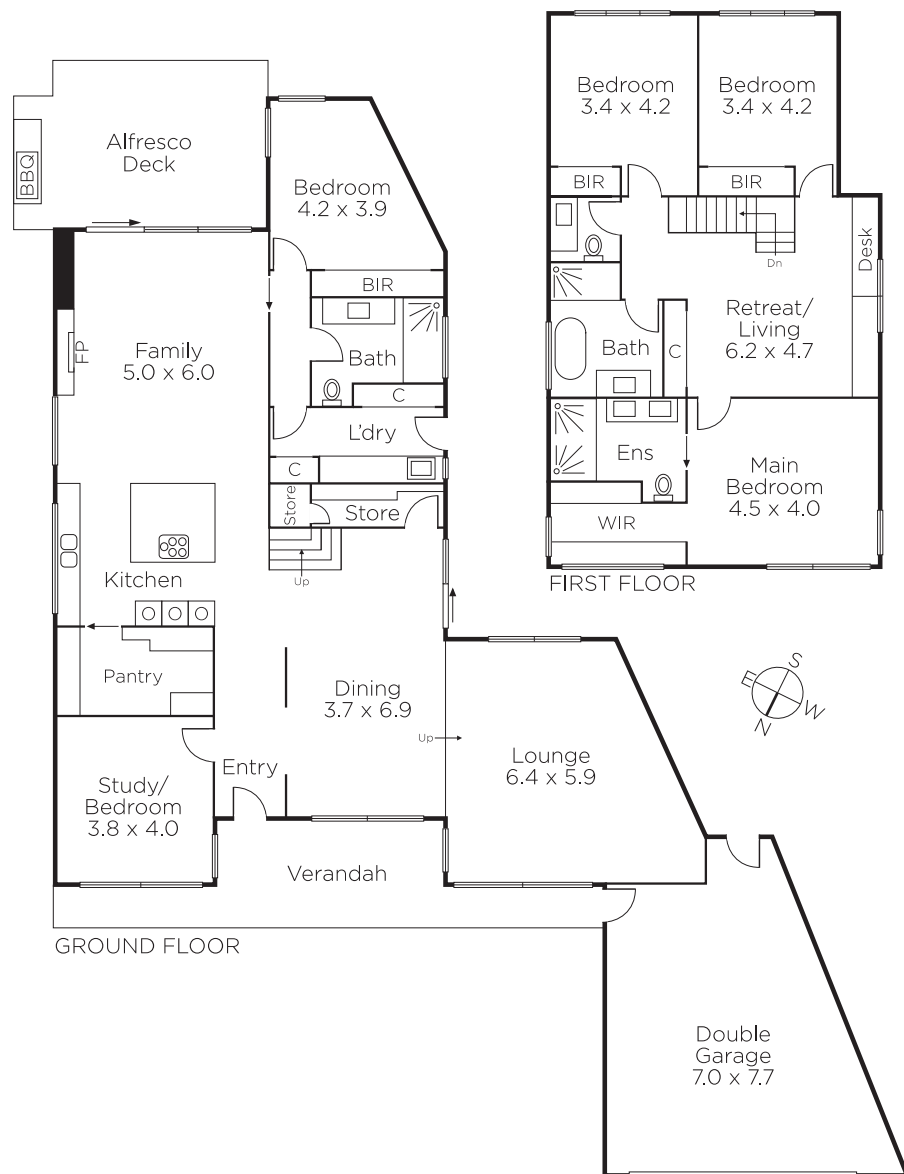 Alfresco
Deck
BBQ
Bedroom
4.2 x 3.9
BIR
Family
5.0 x 6.0
FP
Bath
C
L'dry
C
Store
Store
Up
Kitchen
Pantry
Dining
3.7 x 6.9
Up
Lounge
6.4 x 5.9
Entry
Study/
Bedroom
3.8 x 4.0
Verandah
GROUND FLOOR
Double
Garage
7.0 x 7.7
Bedroom
3.4 x 4.2
Bedroom
3.4 x 4.2
BIR
BIR
Dn
Desk
Retreat/
Living
6.2 x 4.7
Bath
C
Ens
Main
Bedroom
4.5 x 4.0
WIR
FIRST FLOOR
S
E
W
N